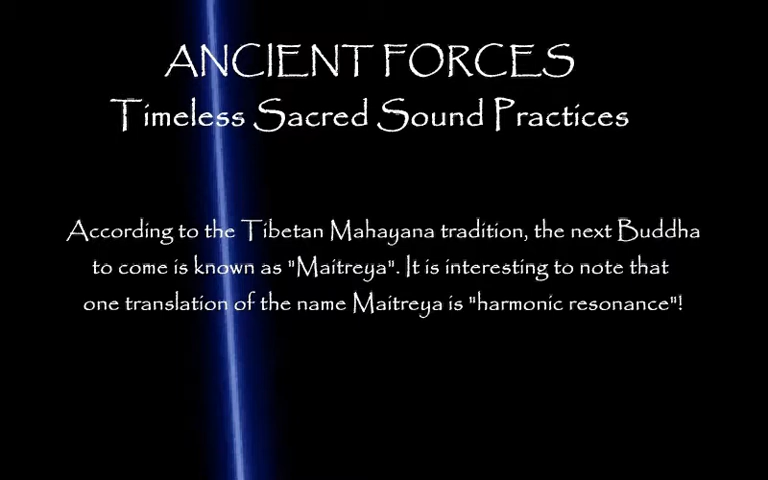 ANCIENT FORCES
Timeless Sacred Sound Practices
According to the Tibetan Mahayana tradition, the next Buddha
to come is known as "Maitreya". It is interesting to note that
one translation of the name Maitreya is "harmonic resonance"!